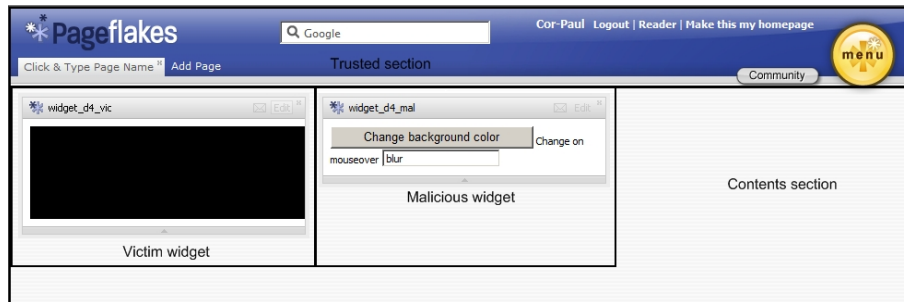 Pageflakes
Google
Cor-Paul Logout | Reader | Make this my homepage
menu
Click & Type Page Name Add Page
Trusted section
Community
widget_d4_vic Edit
widget_d4_mal Edit
Change background color Change on
mouseover blur
Malicious widget
Contents section
Victim widget